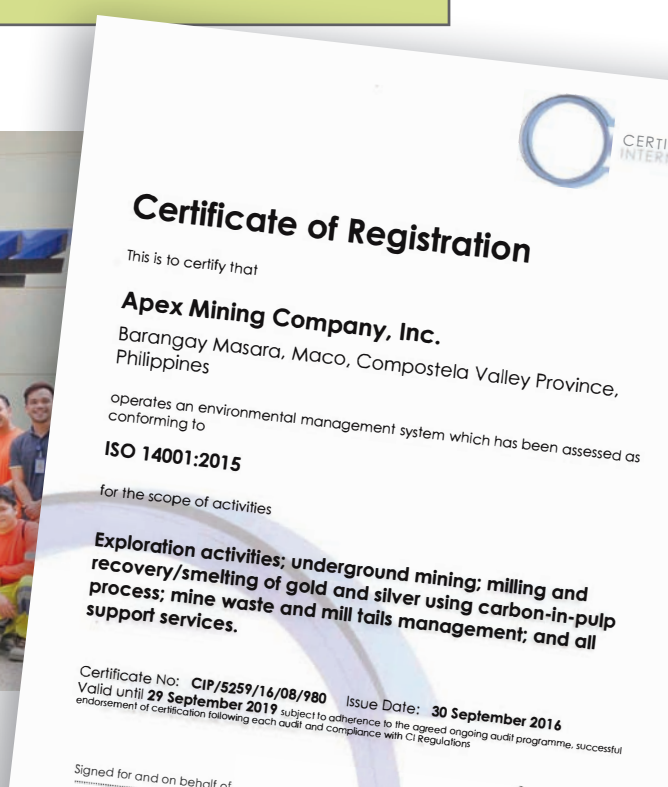 CERTI
INTER
Certificate of Registration
This is to certify that
Apex Mining Company, Inc.
Barangay Masara, Maco, Compostela Valley Province,
Philippines
operates an environmental management system which has been assessed as
conforming to
ISO 14001:2015
for the scope of activities
Exploration activities; underground mining; milling and
recovery/smelting of gold and silver using carbon-in-pulp
process; mine waste and mill tails management; and all
support services.
Certificate No: CIP/5259/16/08/980 Issue Date: 30 September 2016
Valid until 29 September 2019 subject to adherence to the agreed ongoing audit programme, successful
endorsement of certification following each audit and compliance with CI Regulations
Signed for and on behalf of